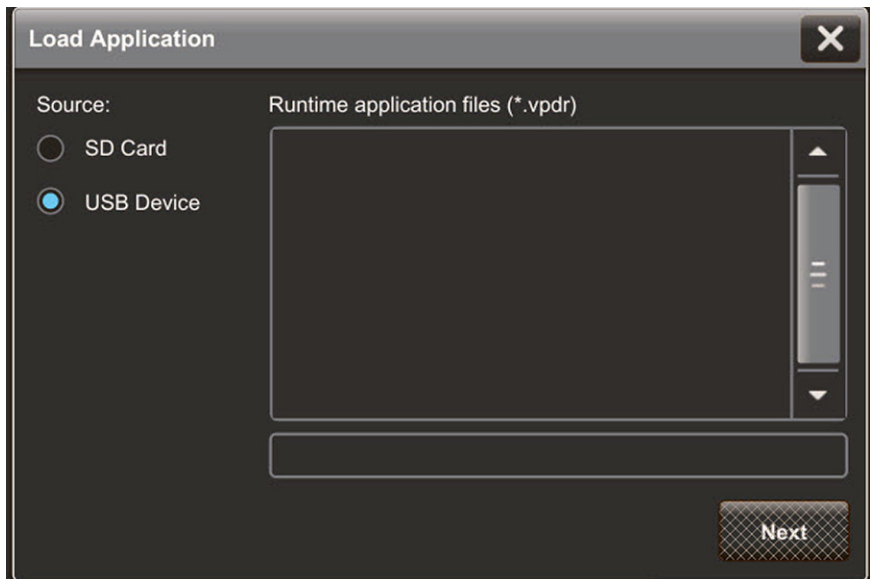 Load Application
Source:
Runtime application files (*.vpdr)
SD Card
USB Device
Next